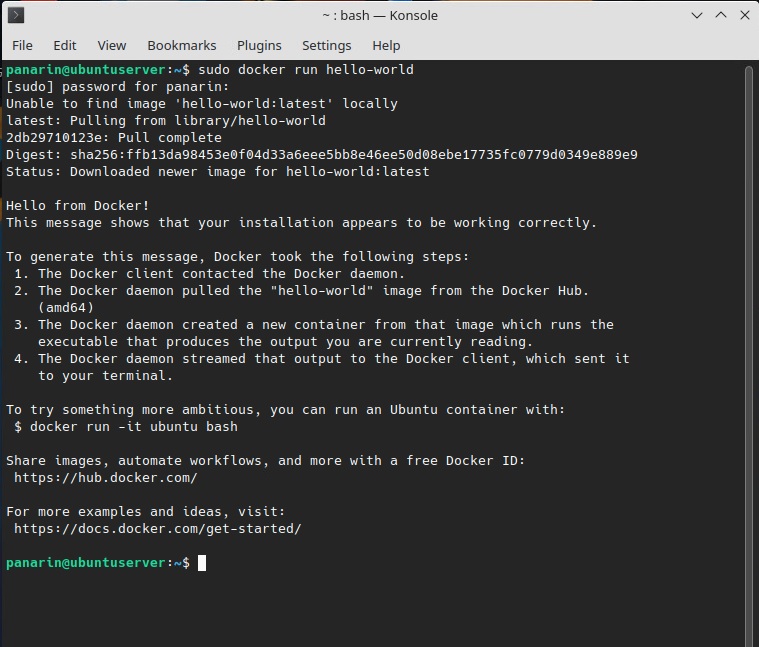 ~ : bash — Konsole
File Edit View Bookmarks Plugins Settings Help
panarin@ubuntuserver:~$ sudo docker run hello-world
[sudo] password for panarin:
Unable to find image 'hello-world:latest' locally
latest: Pulling from library/hello-world
2db29710123e: Pull complete
Digest: sha256:ffb13da98453e0f04d33a6eee5bb8e46ee50d08ebe17735fc0779d0349e889e9
Status: Downloaded newer image for hello-world:latest

Hello from Docker!
This message shows that your installation appears to be working correctly.

To generate this message, Docker took the following steps:
 1. The Docker client contacted the Docker daemon.
 2. The Docker daemon pulled the "hello-world" image from the Docker Hub.
    (amd64)
 3. The Docker daemon created a new container from that image which runs the
    executable that produces the output you are currently reading.
 4. The Docker daemon streamed that output to the Docker client, which sent it
    to your terminal.

To try something more ambitious, you can run an Ubuntu container with:
 $ docker run -it ubuntu bash

Share images, automate workflows, and more with a free Docker ID:
 https://hub.docker.com/

For more examples and ideas, visit:
 https://docs.docker.com/get-started/

panarin@ubuntuserver:~$